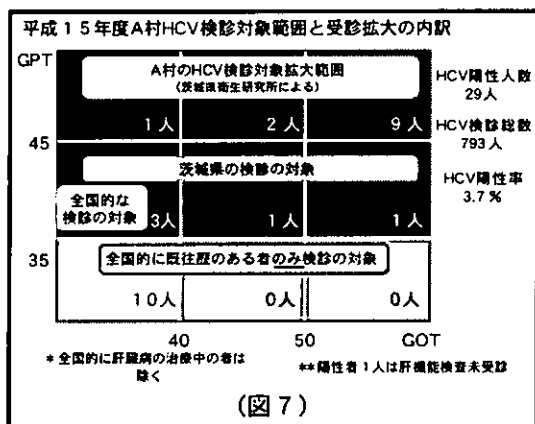 平成15年度A村HCV検診対象範囲と受診拡大の内訳
GPT
A村のHCV検診対象拡大範囲
(茨城県衛生研究所による)
HCV陽性人数
29人
1人
2人
9人
HCV検診総数
793人
45
茨城県の検診の対象
HCV陽性率
3.7%
全国的な
検診の対象
3人
1人
1人
35
全国的に既往歴のある者のみ検診の対象
10人
0人
0人
40
50
GOT
*全国的に肝臓病の治療中の者は
除く
**陽性者1人は肝機能検査未受診
(図7)